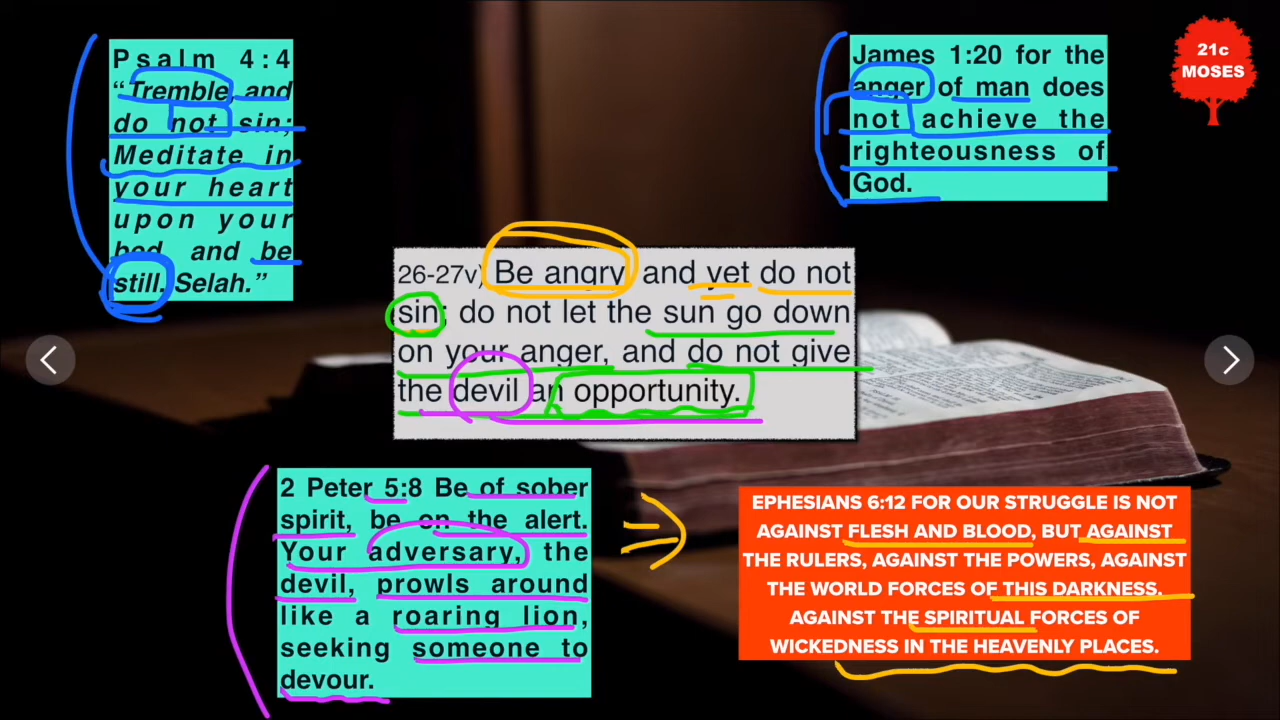 Psalm 4:4
“Tremble, and
do not sin;
Meditate in
your heart
upon your
bed, and be
still. Selah.”
James 1:20 for the
anger of man does
not achieve the
righteousness of
God.
21c
MOSES
26-27v) Be angry and yet do not
sin; do not let the sun go down
on your anger, and do not give
the devil an opportunity.
2 Peter 5:8 Be of sober
spirit, be on the alert.
Your adversary, the
devil, prowls around
like a roaring lion,
seeking someone to
devour.
EPHESIANS 6:12 FOR OUR STRUGGLE IS NOT
AGAINST FLESH AND BLOOD, BUT AGAINST
THE RULERS, AGAINST THE POWERS, AGAINST
THE WORLD FORCES OF THIS DARKNESS.
AGAINST THE SPIRITUAL FORCES OF
WICKEDNESS IN THE HEAVENLY PLACES.